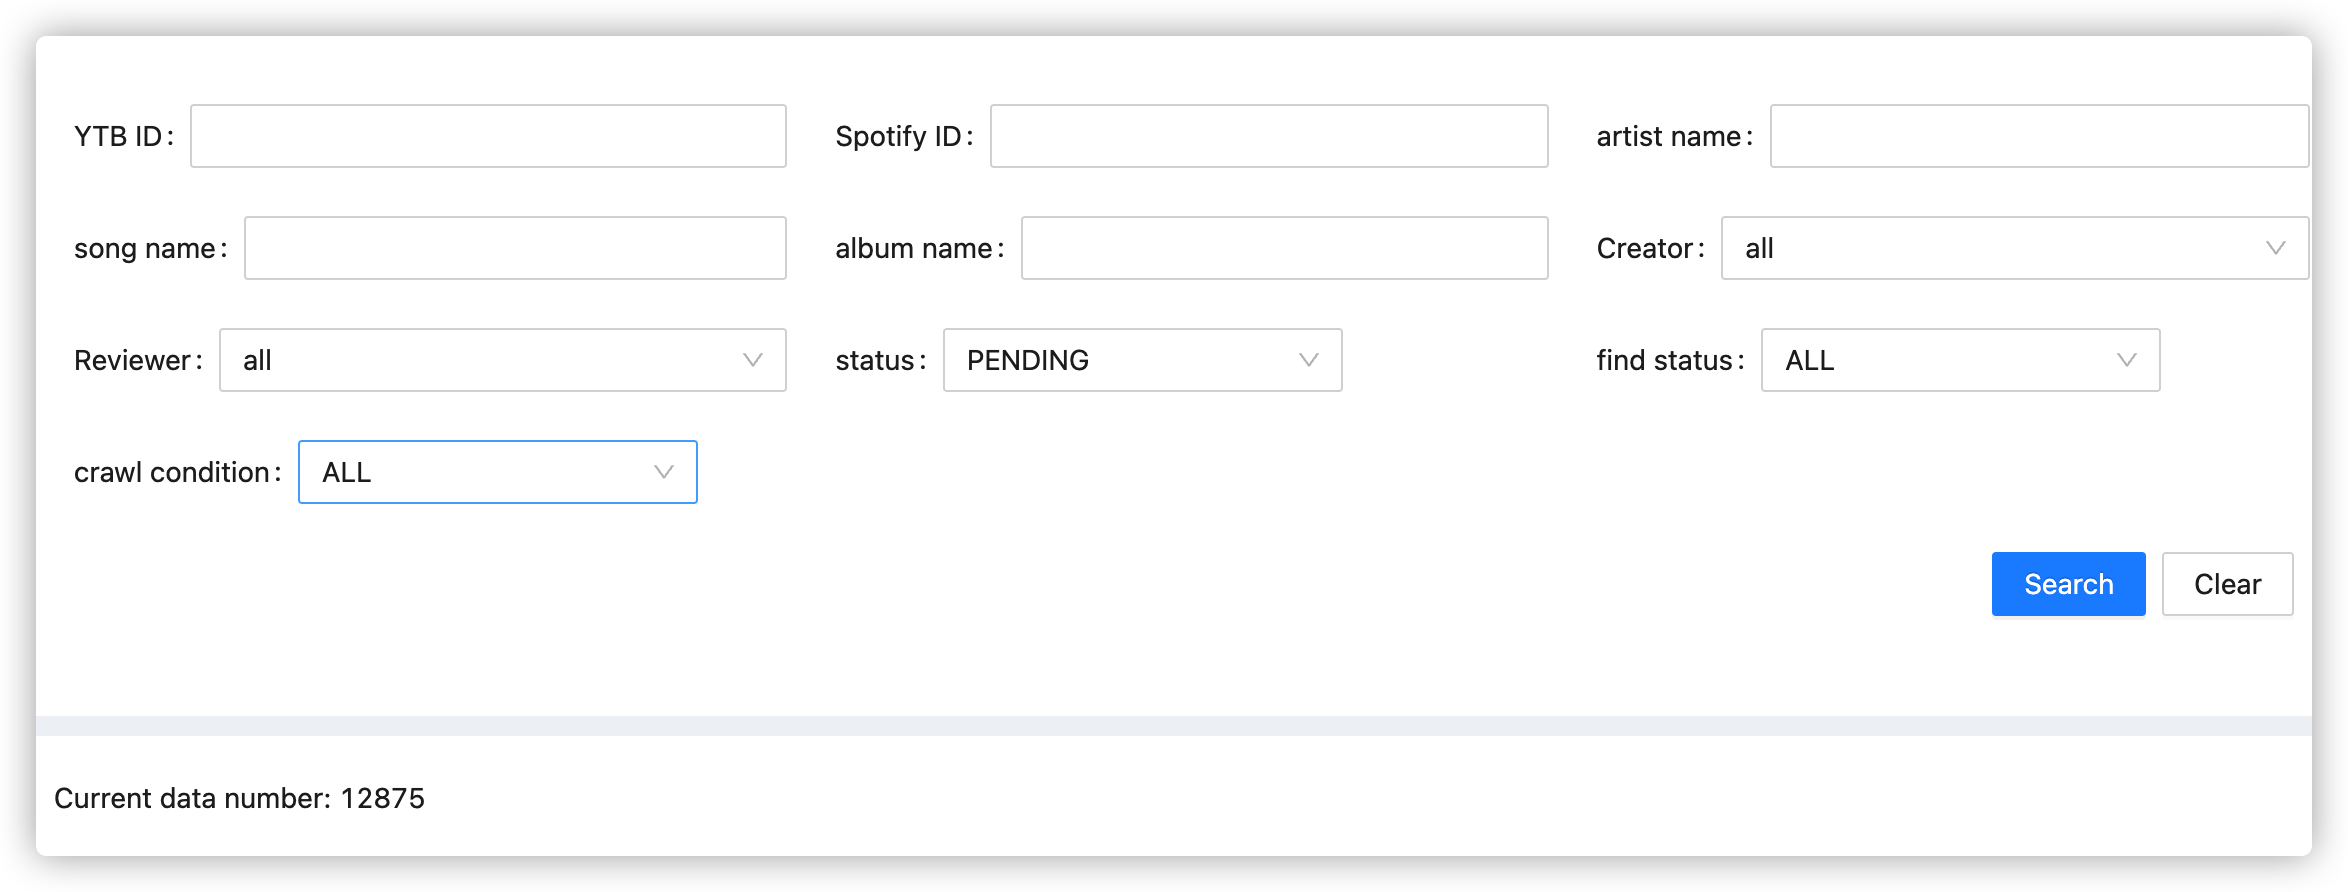 YTB ID: Spotify ID: artist name:
song name: album name: Creator: all
Reviewer: all status: PENDING find status: ALL
crawl condition: ALL
Search Clear
Current data number: 12875